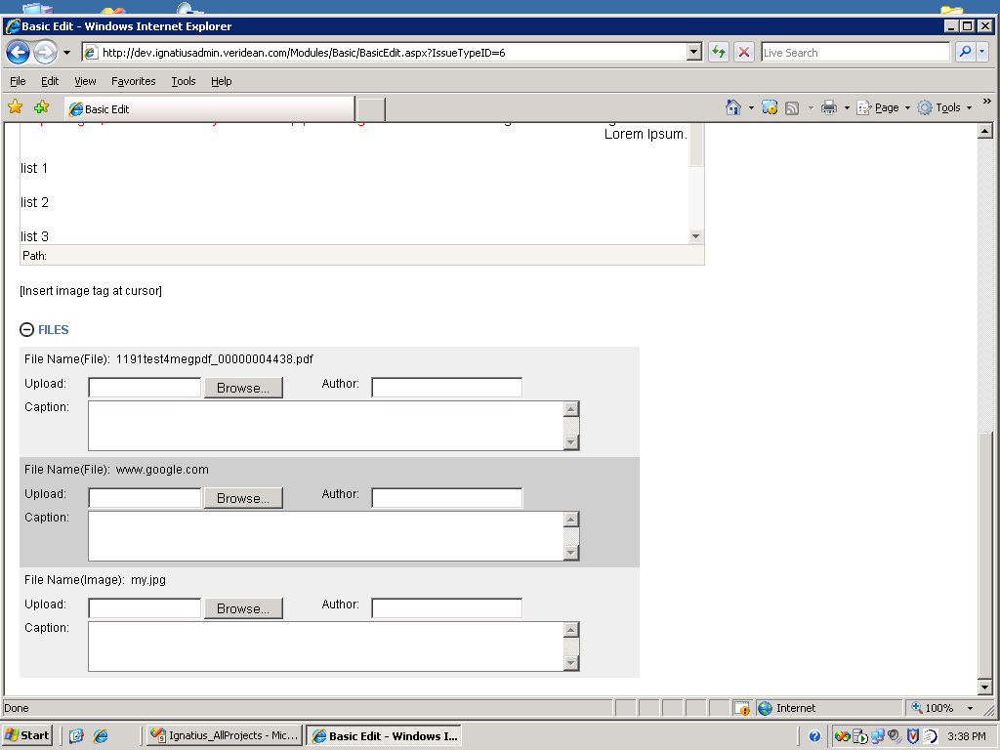 Basic Edit - Windows Internet Explorer
http://dev.ignatiusadmin.veridean.com/Modules/Basic/BasicEdit.aspx?IssueTypeID=6
Live Search
File Edit View Favorites Tools Help
Basic Edit
Page Tools
Lorem Ipsum.
list 1
list 2
list 3
Path:
[Insert image tag at cursor]
FILES
File Name(File): 1191test4megpdf_00000004438.pdf
Upload: Browse... Author:
Caption:
File Name(File): www.google.com
Upload: Browse... Author:
Caption:
File Name(Image): my.jpg
Upload: Browse... Author:
Caption:
Done Internet 100%
Start Ignatius_AllProjects - Mic... Basic Edit - Windows I... 3:38 PM